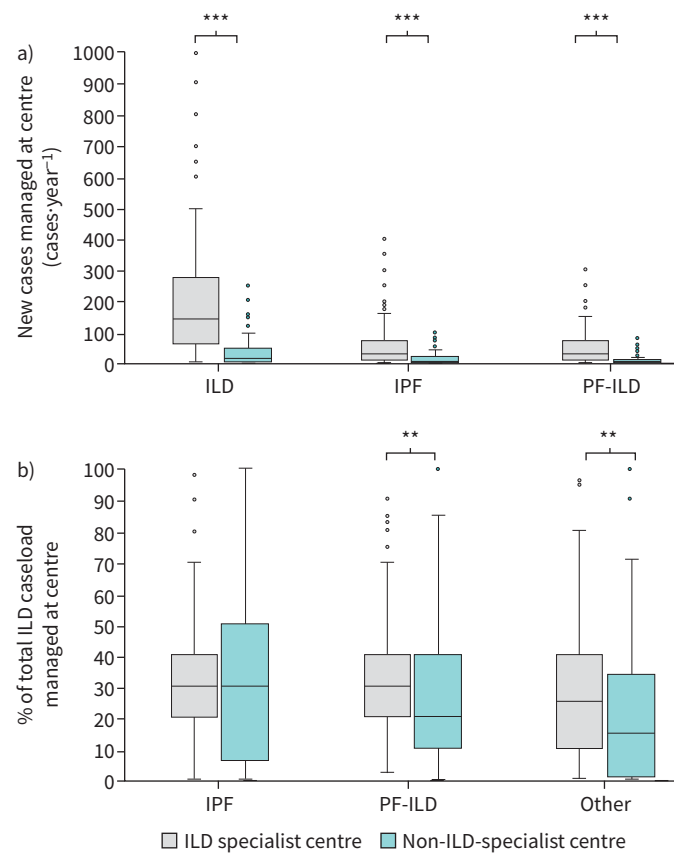 a)
*** *** ***
New cases managed at centre
(cases·year⁻¹)
1000
900
800
700
600
500
400
300
200
100
0
ILD IPF PF-ILD
b)
** **
% of total ILD caseload
managed at centre
100
90
80
70
60
50
40
30
20
10
0
IPF PF-ILD Other
ILD specialist centre Non-ILD-specialist centre